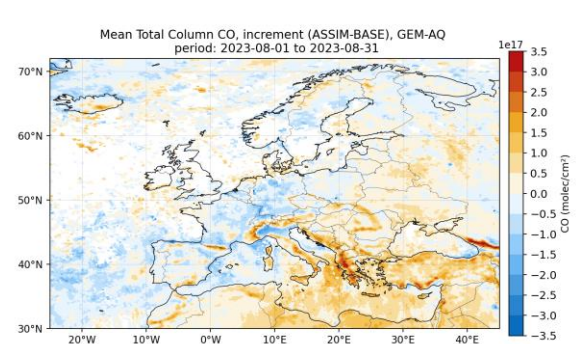 Mean Total Column CO, increment (ASSIM-BASE), GEM-AQ
period: 2023-08-01 to 2023-08-31
1e17
70°N
60°N
50°N
40°N
30°N
20°W
10°W
0°W
10°E
20°E
30°E
40°E
3.5
3.0
2.5
2.0
1.5
1.0
0.5
0.0
−0.5
−1.0
−1.5
−2.0
−2.5
−3.0
−3.5
CO (molec/cm²)